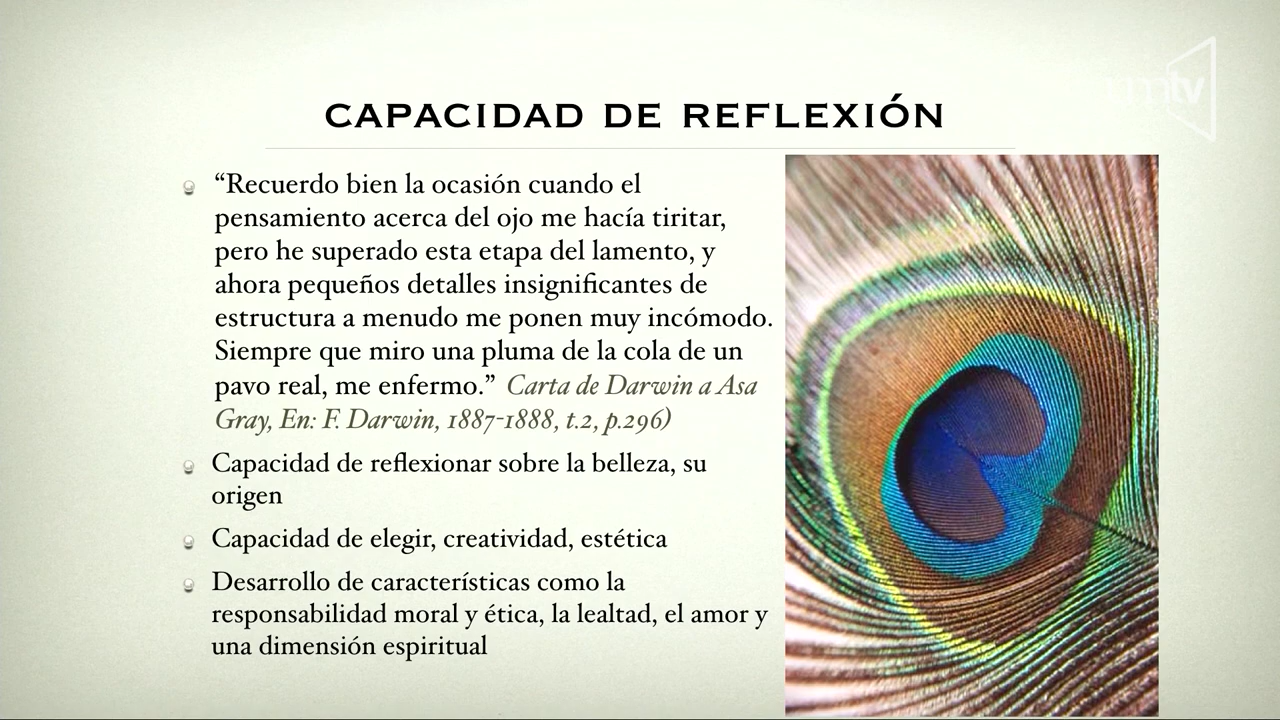 CAPACIDAD DE REFLEXIÓN
“Recuerdo bien la ocasión cuando el
pensamiento acerca del ojo me hacía tiritar,
pero he superado esta etapa del lamento, y
ahora pequeños detalles insignificantes de
estructura a menudo me ponen muy incómodo.
Siempre que miro una pluma de la cola de un
pavo real, me enfermo.” Carta de Darwin a Asa
Gray, En: F. Darwin, 1887-1888, t.2, p.296)
Capacidad de reflexionar sobre la belleza, su
origen
Capacidad de elegir, creatividad, estética
Desarrollo de características como la
responsabilidad moral y ética, la lealtad, el amor y
una dimensión espiritual